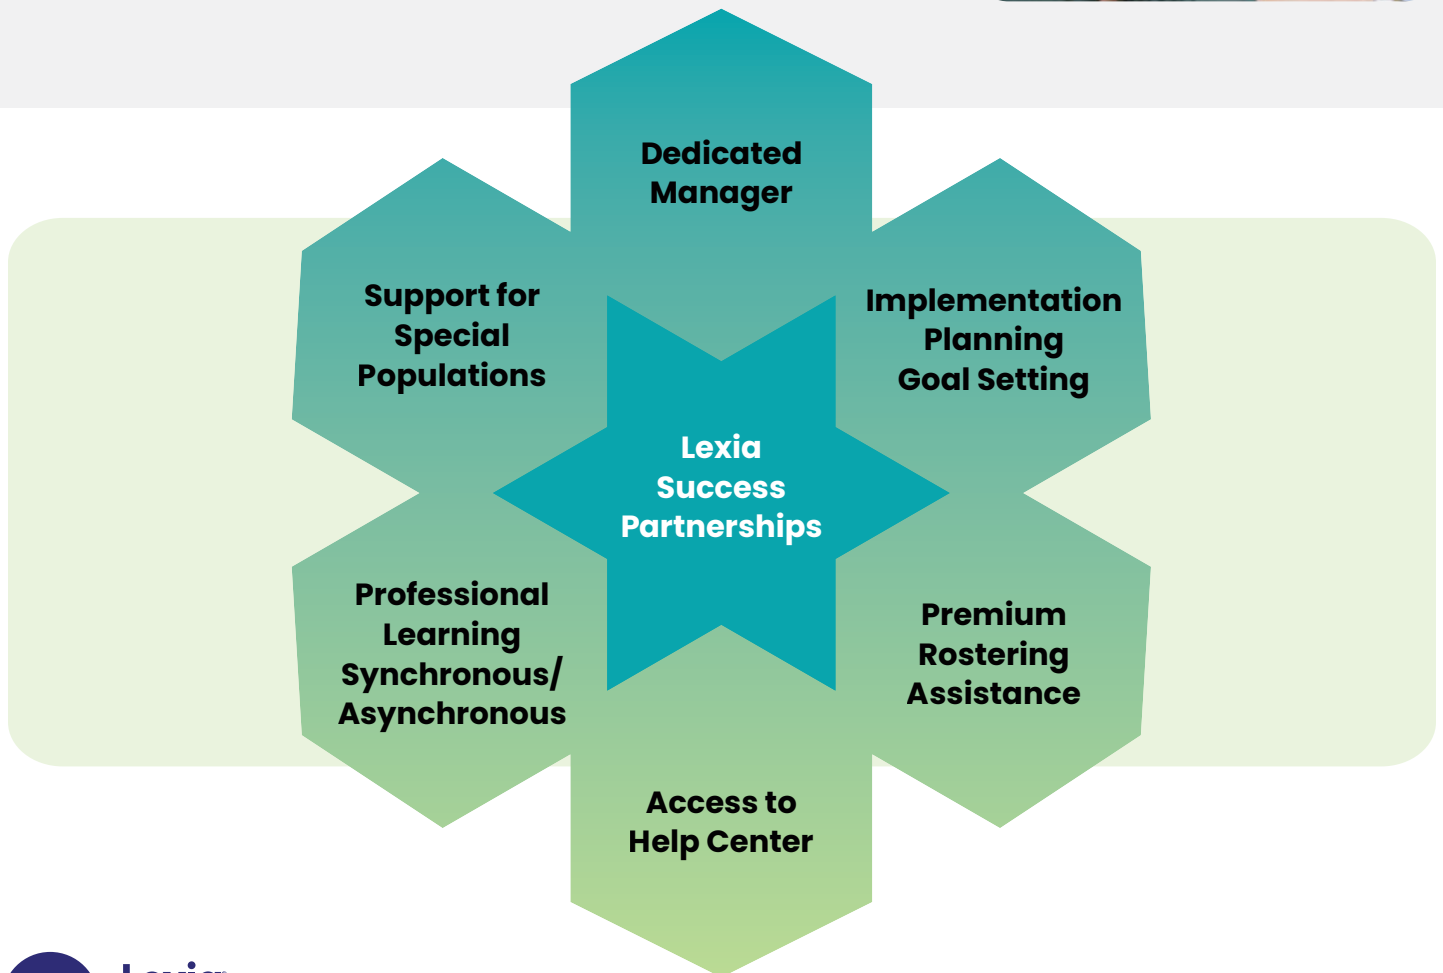 Dedicated
Manager
Support for
Special
Populations
Implementation
Planning
Goal Setting
Lexia
Success
Partnerships
Professional
Learning
Synchronous/
Asynchronous
Premium
Rostering
Assistance
Access to
Help Center
Lexia